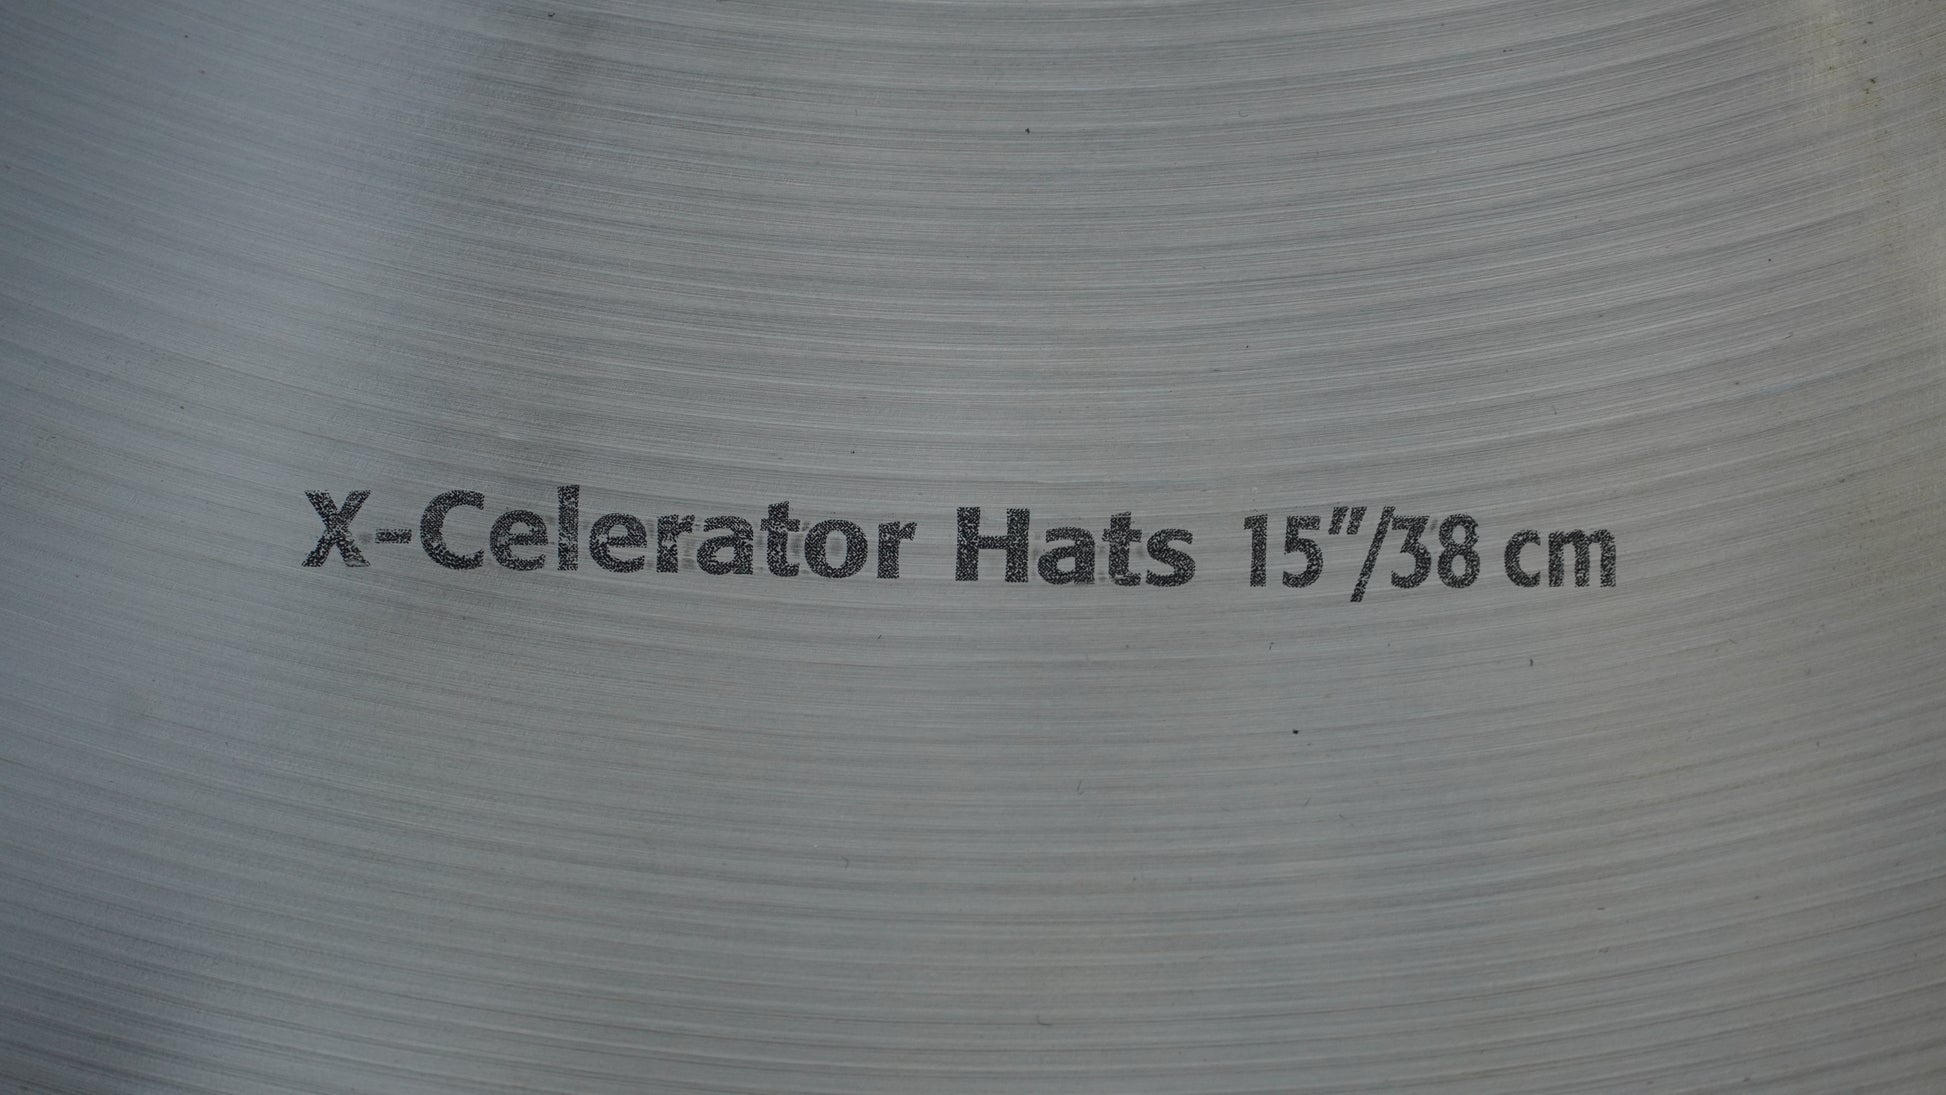 X-Celerator Hats 15”/38 cm